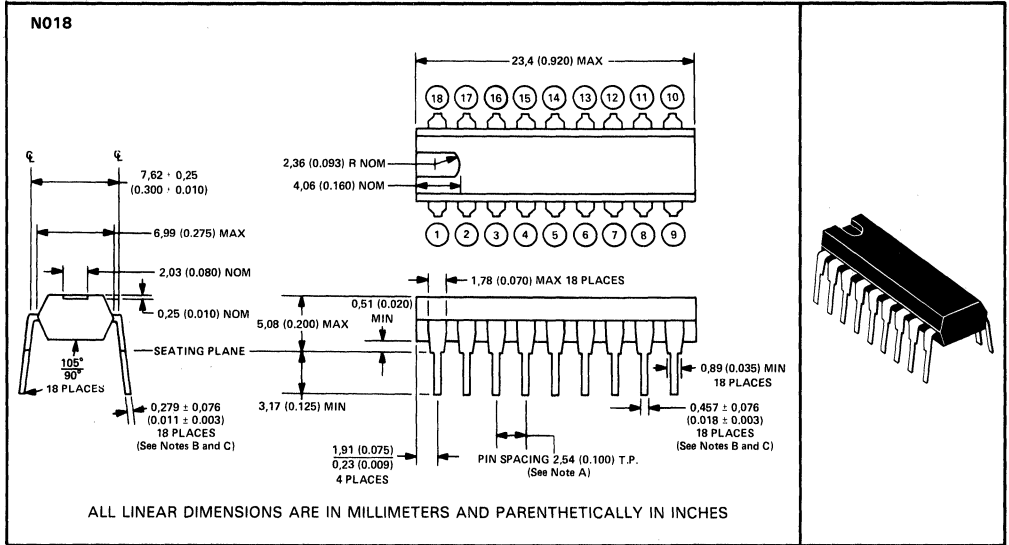 N018
23,4 (0.920) MAX
18 17 16 15 14 13 12 11 10
2,36 (0.093) R NOM
4,06 (0.160) NOM
1 2 3 4 5 6 7 8 9
℄ ℄
7,62 · 0,25
(0.300 · 0.010)
6,99 (0.275) MAX
2,03 (0.080) NOM
0,25 (0.010) NOM
105°
90°
18 PLACES
0,279 ± 0,076
(0.011 ± 0.003)
18 PLACES
(See Notes B and C)
1,78 (0.070) MAX 18 PLACES
0,51 (0.020)
MIN
5,08 (0.200) MAX
SEATING PLANE
3,17 (0.125) MIN
0,89 (0.035) MIN
18 PLACES
0,457 ± 0,076
(0.018 ± 0.003)
18 PLACES
(See Notes B and C)
1,91 (0.075)
0,23 (0.009)
4 PLACES
PIN SPACING 2,54 (0.100) T.P.
(See Note A)
ALL LINEAR DIMENSIONS ARE IN MILLIMETERS AND PARENTHETICALLY IN INCHES